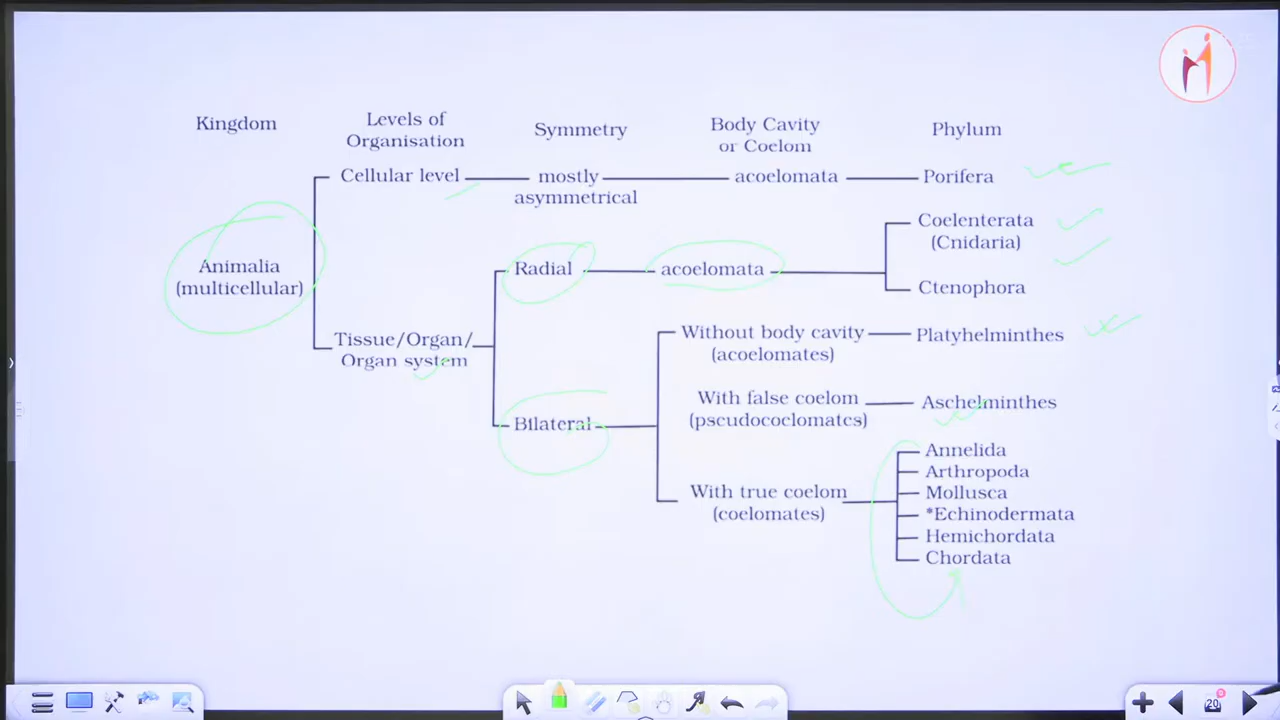 Kingdom
Levels of
Organisation
Symmetry
Body Cavity
or Coelom
Phylum
Cellular level
mostly
asymmetrical
acoelomata
Porifera
Animalia
(multicellular)
Radial
acoelomata
Coelenterata
(Cnidaria)
Ctenophora
Tissue/Organ/
Organ system
Bilateral
Without body cavity
(acoelomates)
Platyhelminthes
With false coelom
(pseudocoelomates)
Aschelminthes
With true coelom
(coelomates)
Annelida
Arthropoda
Mollusca
*Echinodermata
Hemichordata
Chordata
20